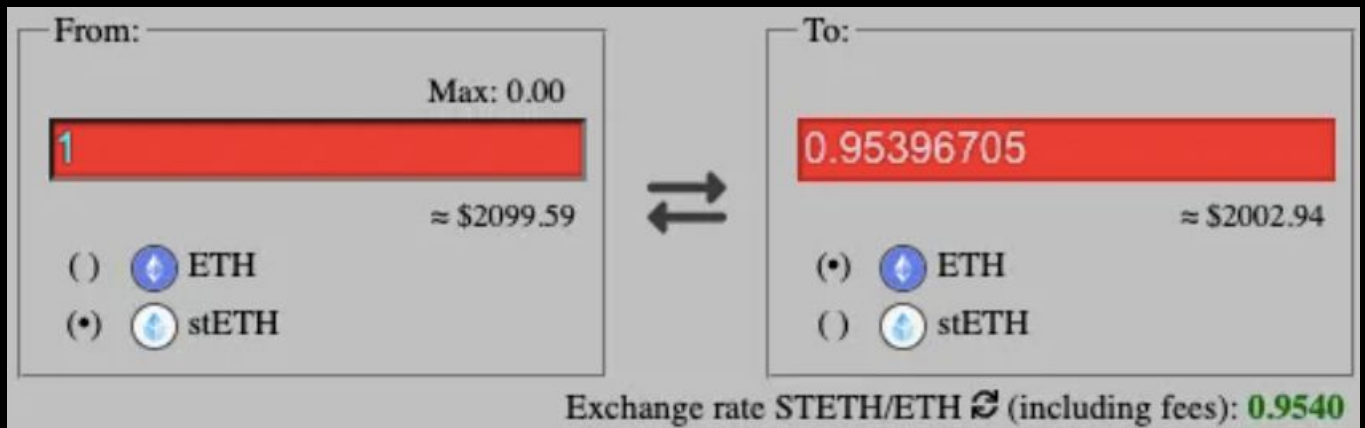 From:
Max: 0.00
1
≈ $2099.59
( ) ETH
(•) stETH
To:
0.95396705
≈ $2002.94
(•) ETH
( ) stETH
Exchange rate STETH/ETH (including fees): 0.9540